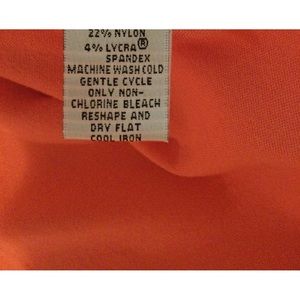 22% NYLON
4% LYCRA®
SPANDEX
MACHINE WASH COLD
GENTLE CYCLE
ONLY NON-
CHLORINE BLEACH
RESHAPE AND
DRY FLAT
COOL IRON